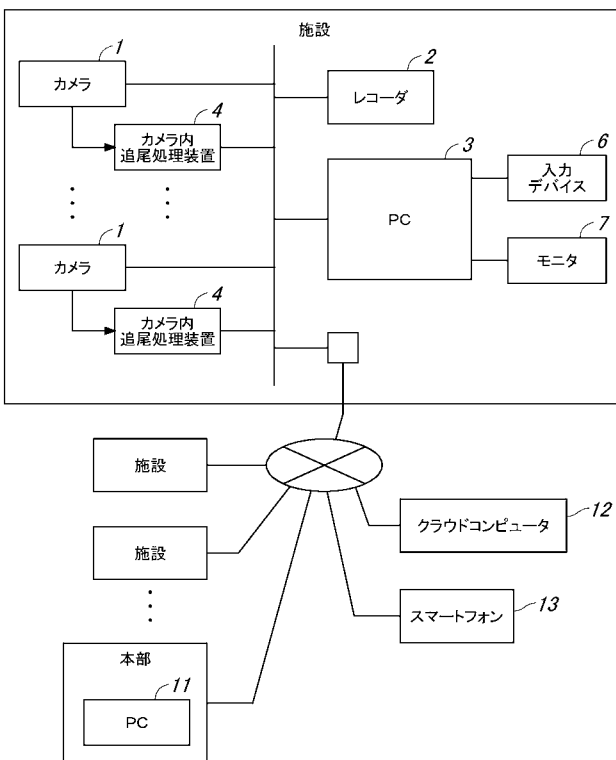 施設
1
カメラ
2
レコーダ
4
カメラ内
追尾処理装置
3
PC
6
入力
デバイス
7
モニタ
1
カメラ
4
カメラ内
追尾処理装置
施設
施設
12
クラウドコンピュータ
13
スマートフォン
本部
11
PC